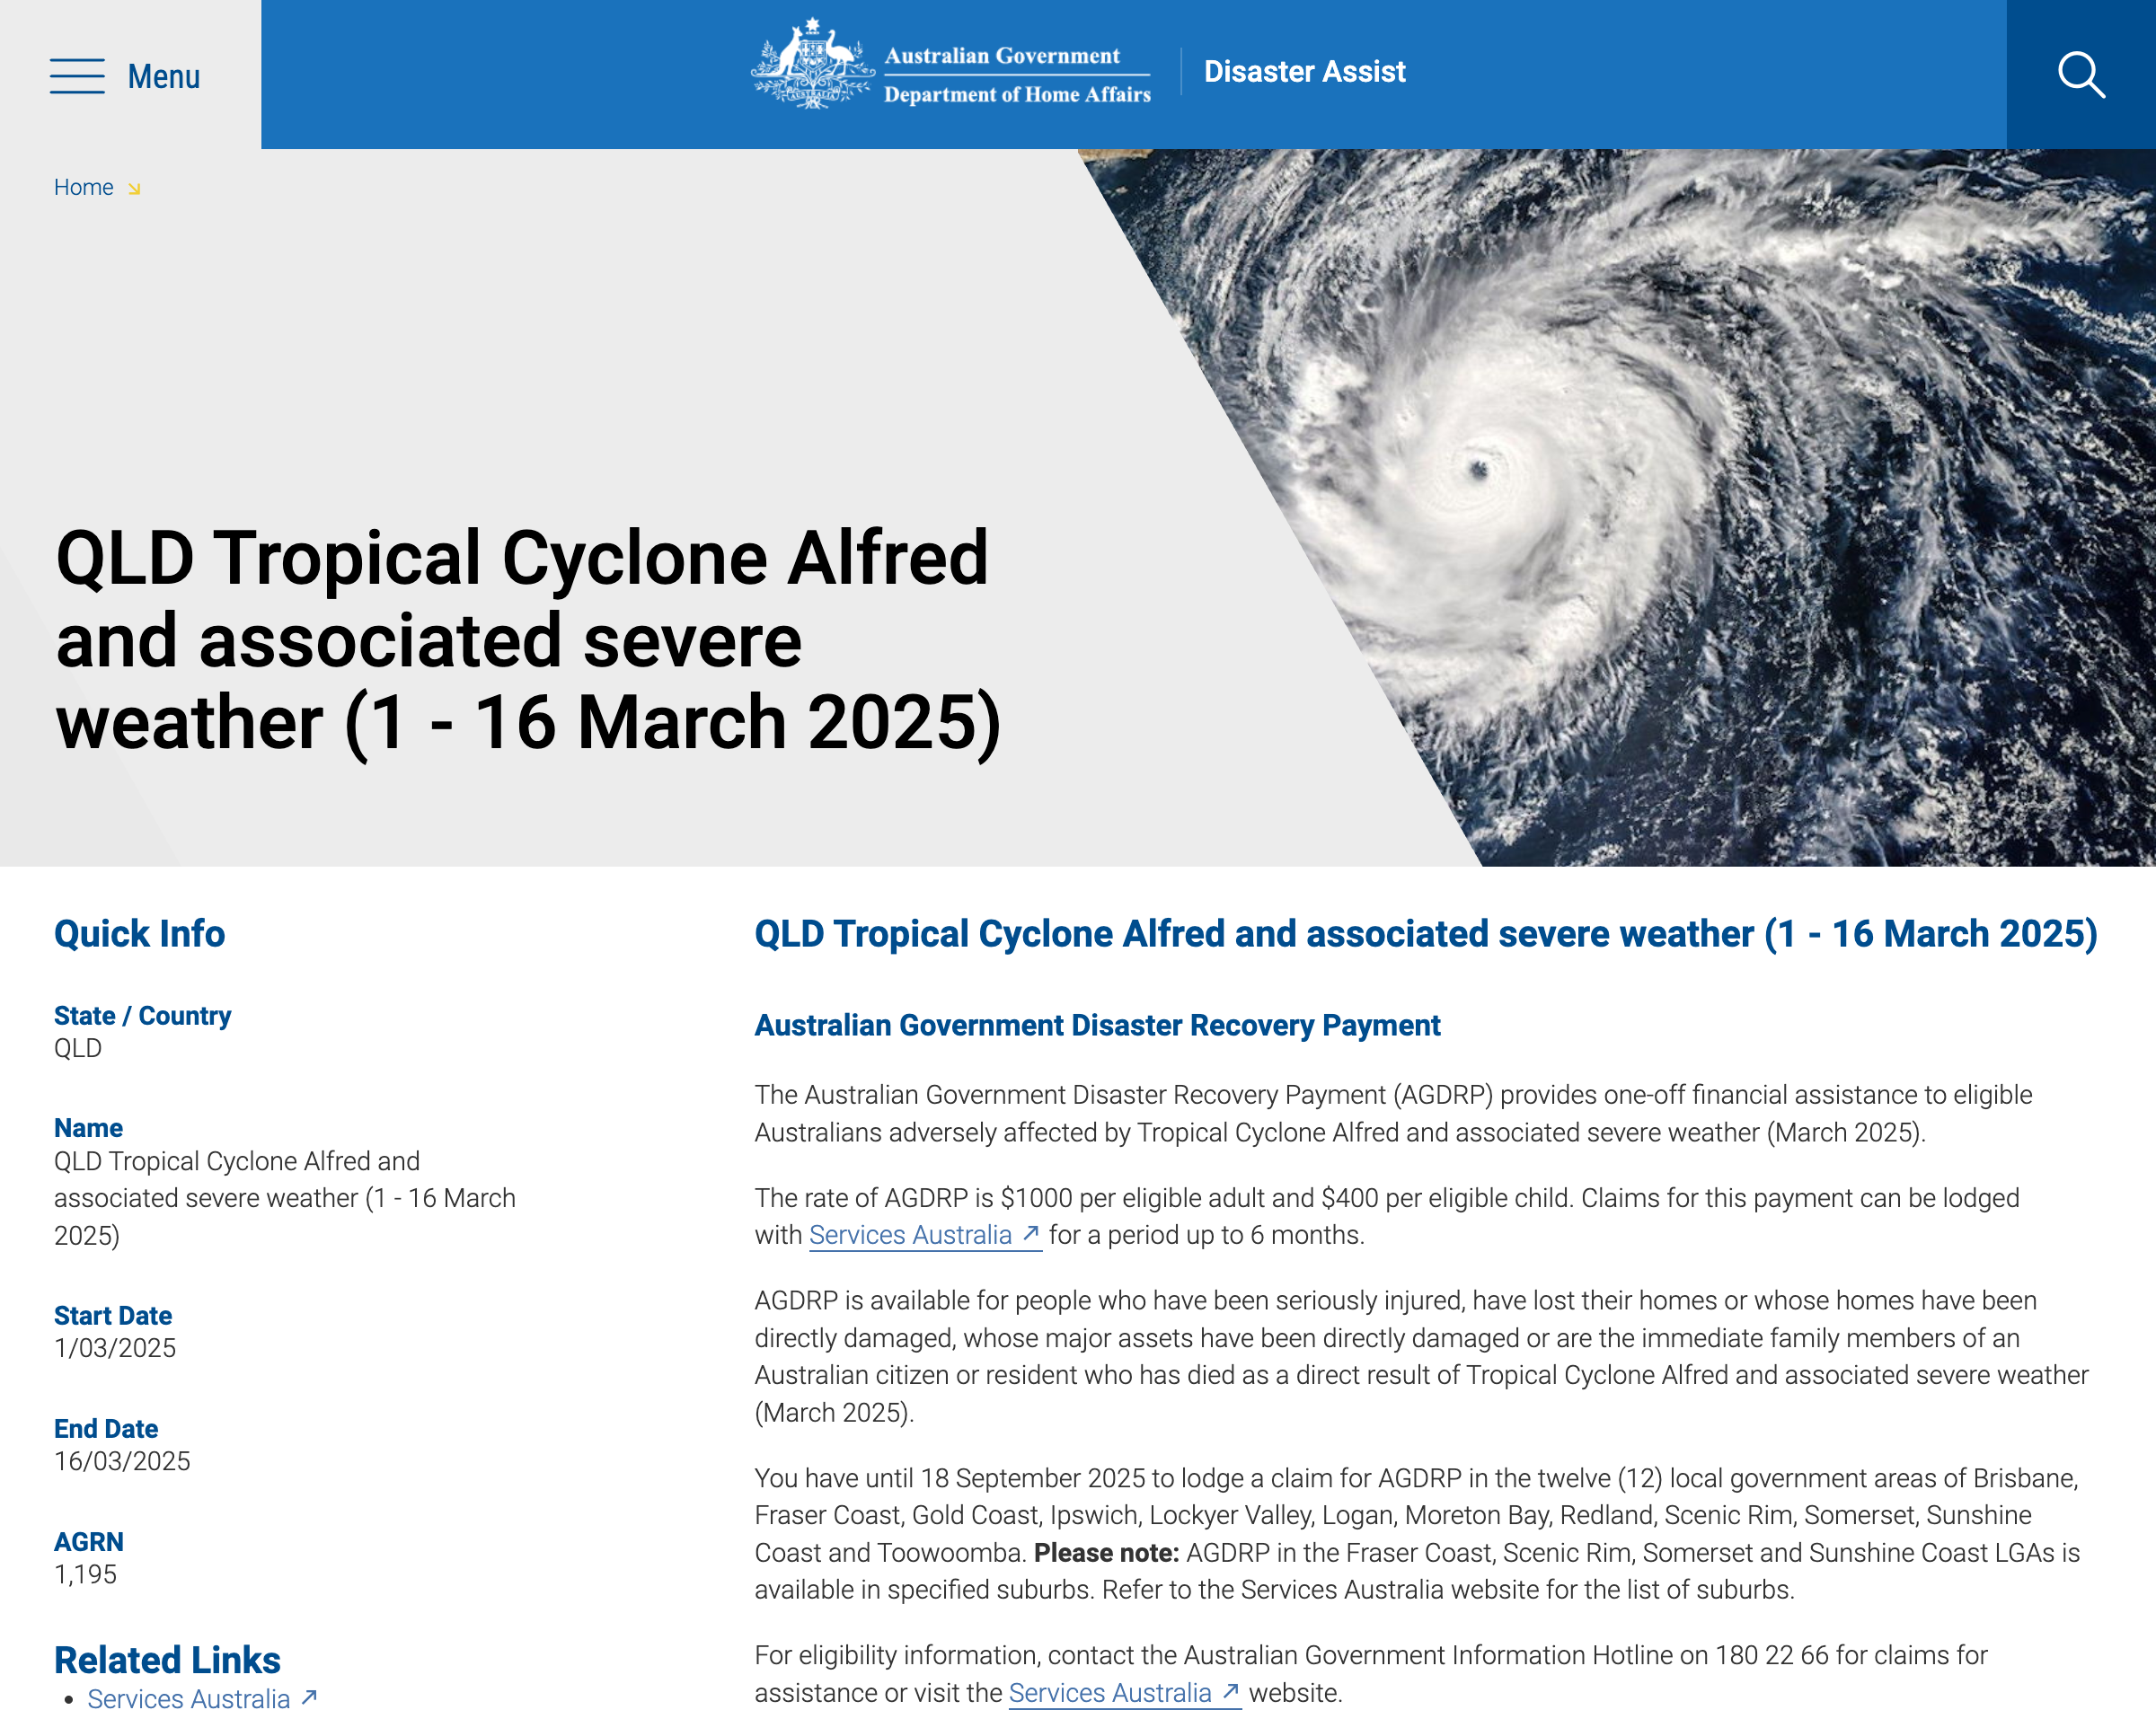 Menu
Australian Government
Department of Home Affairs
Disaster Assist
Home
QLD Tropical Cyclone Alfred
and associated severe
weather (1 - 16 March 2025)
Quick Info
State / Country
QLD
Name
QLD Tropical Cyclone Alfred and
associated severe weather (1 - 16 March
2025)
Start Date
1/03/2025
End Date
16/03/2025
AGRN
1,195
Related Links
Services Australia
QLD Tropical Cyclone Alfred and associated severe weather (1 - 16 March 2025)
Australian Government Disaster Recovery Payment
The Australian Government Disaster Recovery Payment (AGDRP) provides one-off financial assistance to eligible
Australians adversely affected by Tropical Cyclone Alfred and associated severe weather (March 2025).
The rate of AGDRP is $1000 per eligible adult and $400 per eligible child. Claims for this payment can be lodged
with Services Australia for a period up to 6 months.
AGDRP is available for people who have been seriously injured, have lost their homes or whose homes have been
directly damaged, whose major assets have been directly damaged or are the immediate family members of an
Australian citizen or resident who has died as a direct result of Tropical Cyclone Alfred and associated severe weather
(March 2025).
You have until 18 September 2025 to lodge a claim for AGDRP in the twelve (12) local government areas of Brisbane,
Fraser Coast, Gold Coast, Ipswich, Lockyer Valley, Logan, Moreton Bay, Redland, Scenic Rim, Somerset, Sunshine
Coast and Toowoomba. Please note: AGDRP in the Fraser Coast, Scenic Rim, Somerset and Sunshine Coast LGAs is
available in specified suburbs. Refer to the Services Australia website for the list of suburbs.
For eligibility information, contact the Australian Government Information Hotline on 180 22 66 for claims for
assistance or visit the Services Australia website.